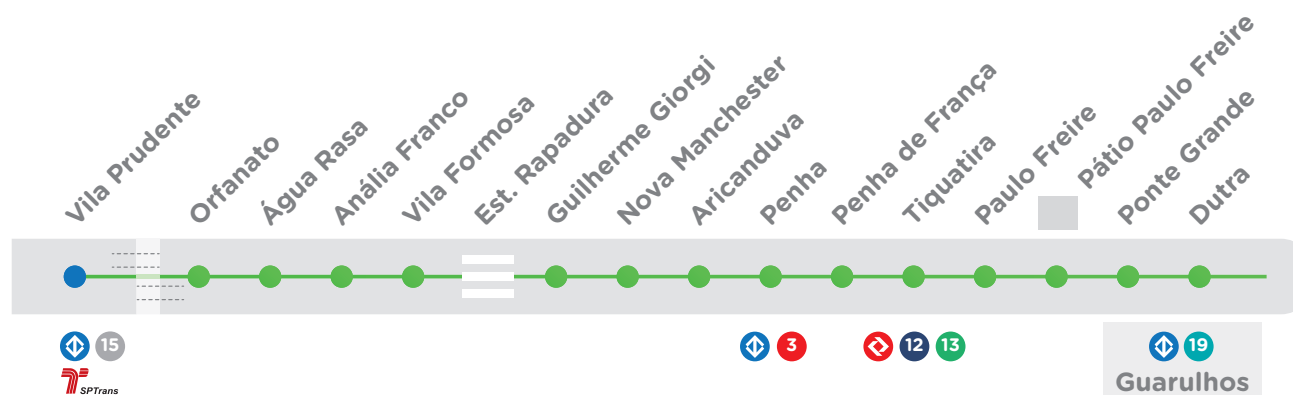 Vila Prudente
Orfanato
Água Rasa
Anália Franco
Vila Formosa
Est. Rapadura
Guilherme Giorgi
Nova Manchester
Aricanduva
Penha
Penha de França
Tiquatira
Paulo Freire
Pátio Paulo Freire
Ponte Grande
Dutra
15
3
12 13
19
SPTrans
Guarulhos